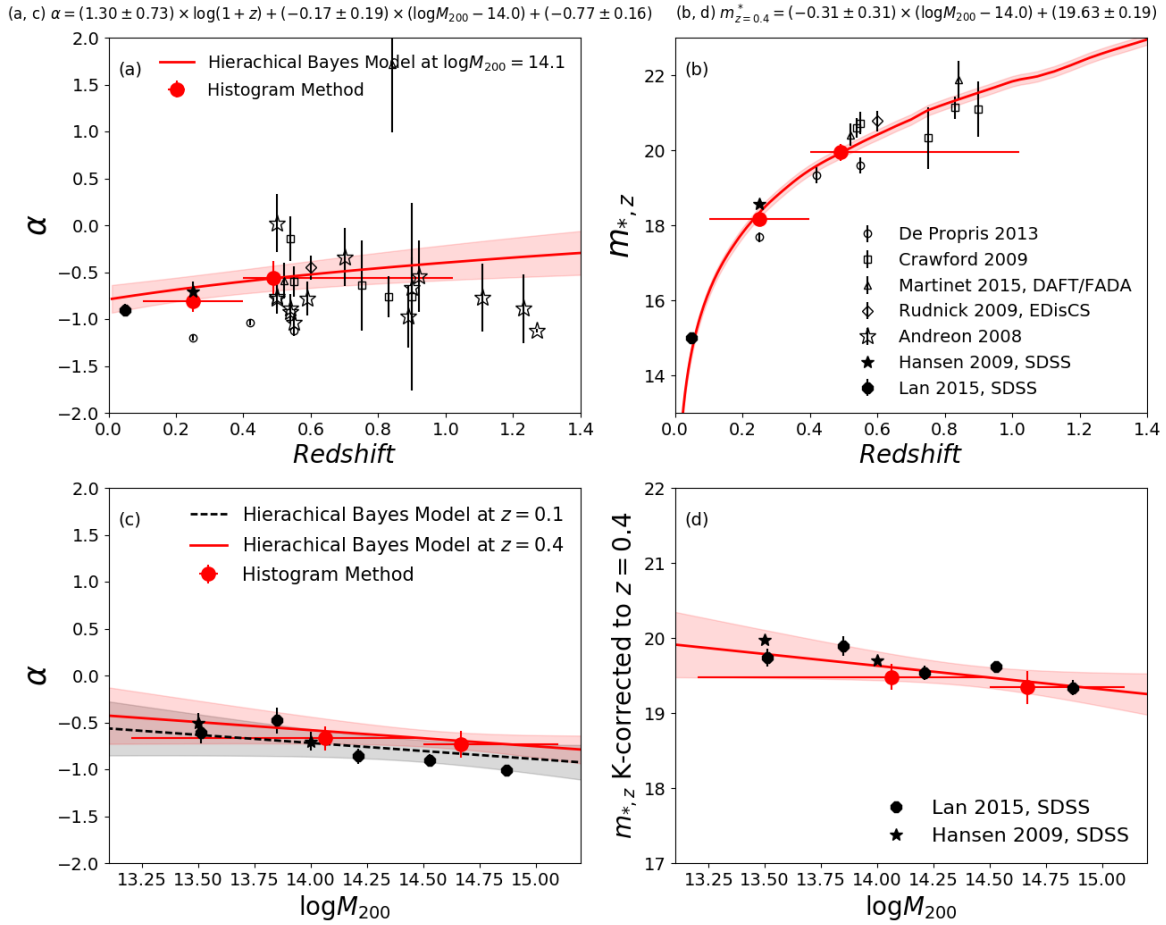 (a, c) α = (1.30 ± 0.73) × log(1 + z) + (−0.17 ± 0.19) × (logM₂₀₀ − 14.0) + (−0.77 ± 0.16)
(b, d) m*_{z=0.4} = (−0.31 ± 0.31) × (logM₂₀₀ − 14.0) + (19.63 ± 0.19)
(a)
Hierachical Bayes Model at logM₂₀₀ = 14.1
Histogram Method
2.0
1.5
1.0
0.5
0.0
−0.5
−1.0
−1.5
−2.0
α
0.0 0.2 0.4 0.6 0.8 1.0 1.2 1.4
Redshift
(b)
22
20
18
16
14
m_{*,z}
De Propris 2013
Crawford 2009
Martinet 2015, DAFT/FADA
Rudnick 2009, EDisCS
Andreon 2008
Hansen 2009, SDSS
Lan 2015, SDSS
0.0 0.2 0.4 0.6 0.8 1.0 1.2 1.4
Redshift
(c)
Hierachical Bayes Model at z = 0.1
Hierachical Bayes Model at z = 0.4
Histogram Method
2.0
1.5
1.0
0.5
0.0
−0.5
−1.0
−1.5
−2.0
α
13.25 13.50 13.75 14.00 14.25 14.50 14.75 15.00
logM₂₀₀
(d)
22
21
20
19
18
17
m_{*,z} K-corrected to z = 0.4
Lan 2015, SDSS
Hansen 2009, SDSS
13.25 13.50 13.75 14.00 14.25 14.50 14.75 15.00
logM₂₀₀